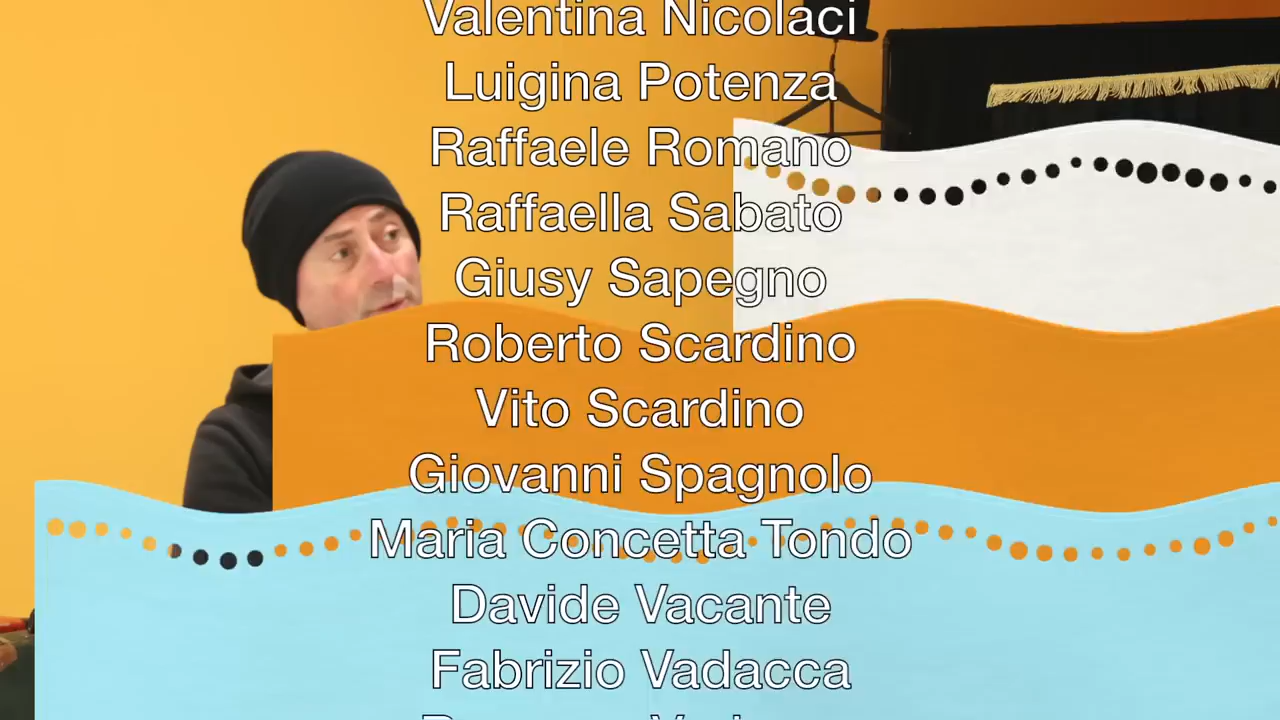 Valentina Nicolaci
Luigina Potenza
Raffaele Romano
Raffaella Sabato
Giusy Sapegno
Roberto Scardino
Vito Scardino
Giovanni Spagnolo
Maria Concetta Tondo
Davide Vacante
Fabrizio Vadacca